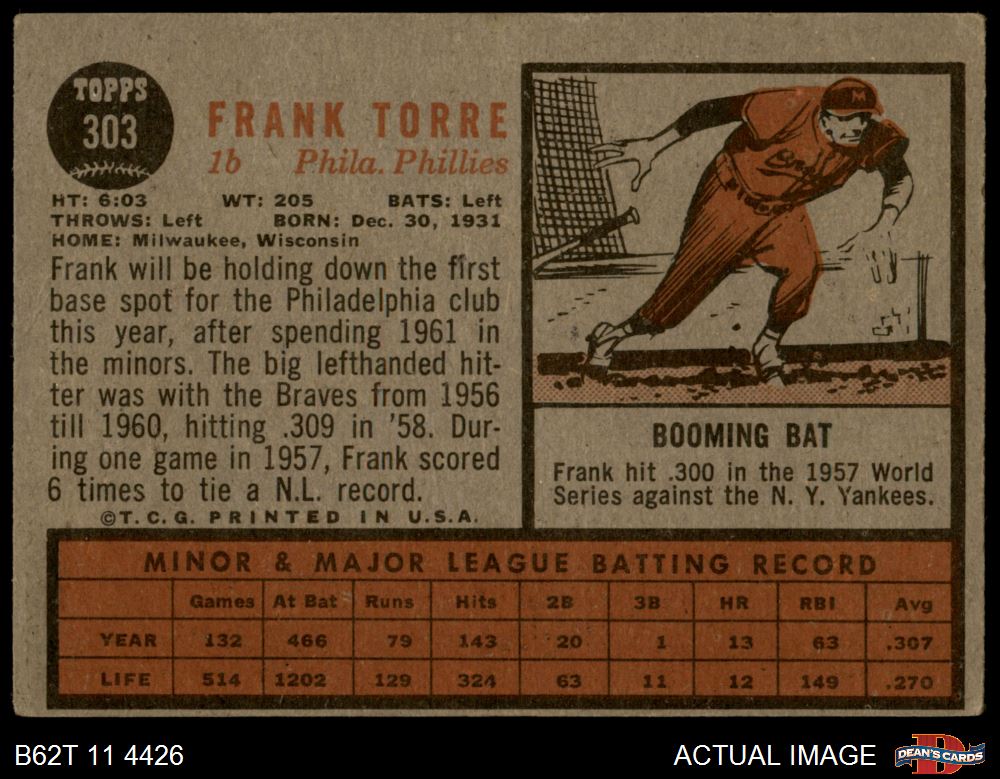 TOPPS
303
FRANK TORRE
1b Phila. Phillies
HT: 6:03 WT: 205 BATS: Left
THROWS: Left BORN: Dec. 30, 1931
HOME: Milwaukee, Wisconsin
Frank will be holding down the first
base spot for the Philadelphia club
this year, after spending 1961 in
the minors. The big lefthanded hit-
ter was with the Braves from 1956
till 1960, hitting .309 in '58. Dur-
ing one game in 1957, Frank scored
6 times to tie a N.L. record.
©T.C.G. PRINTED IN U.S.A.
M
BOOMING BAT
Frank hit .300 in the 1957 World
Series against the N. Y. Yankees.
MINOR & MAJOR LEAGUE BATTING RECORD
Games At Bat Runs Hits 2B 3B HR RBI Avg
YEAR 132 466 79 143 20 1 13 63 .307
LIFE 514 1202 129 324 63 11 12 149 .270
B62T 11 4426 ACTUAL IMAGE DEAN'S CARDS